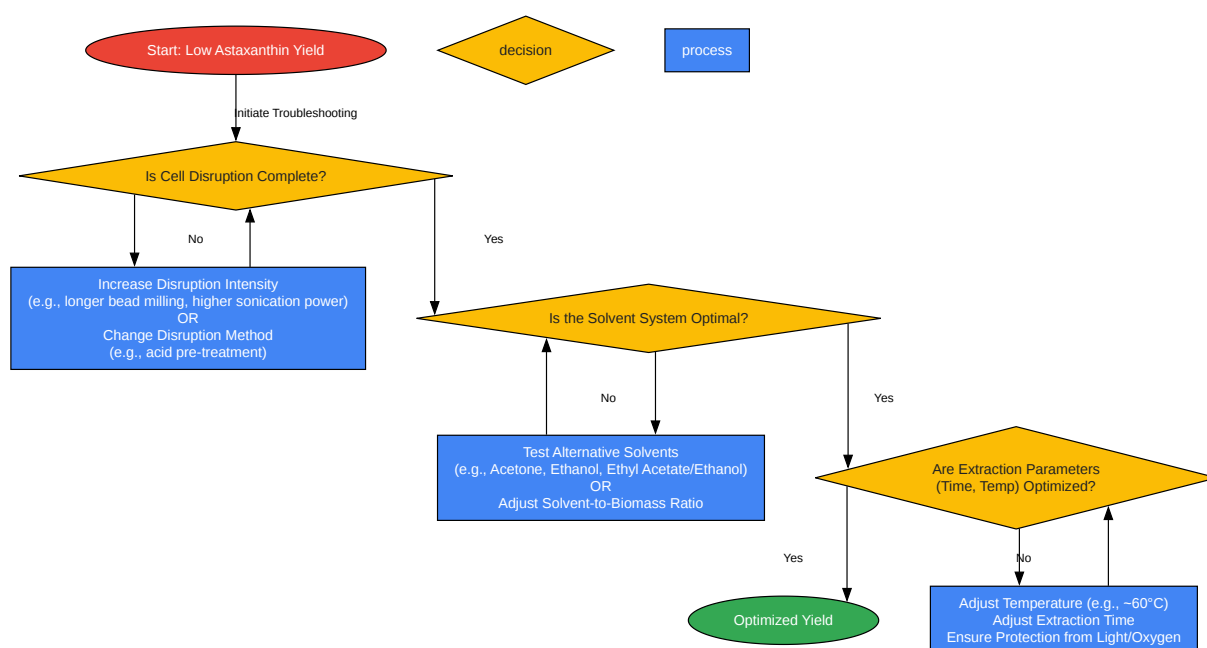 Start: Low Astaxanthin Yield
decision
process
Initiate Troubleshooting
Is Cell Disruption Complete?
No
Yes
Increase Disruption Intensity
(e.g., longer bead milling, higher sonication power)
OR
Change Disruption Method
(e.g., acid pre-treatment)
Is the Solvent System Optimal?
No
Yes
Test Alternative Solvents
(e.g., Acetone, Ethanol, Ethyl Acetate/Ethanol)
OR
Adjust Solvent-to-Biomass Ratio
Are Extraction Parameters
(Time, Temp) Optimized?
Yes
No
Optimized Yield
Adjust Temperature (e.g., ~60°C)
Adjust Extraction Time
Ensure Protection from Light/Oxygen